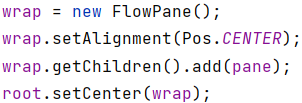 wrap = new FlowPane();
wrap.setAlignment(Pos.CENTER);
wrap.getChildren().add(pane);
root.setCenter(wrap);